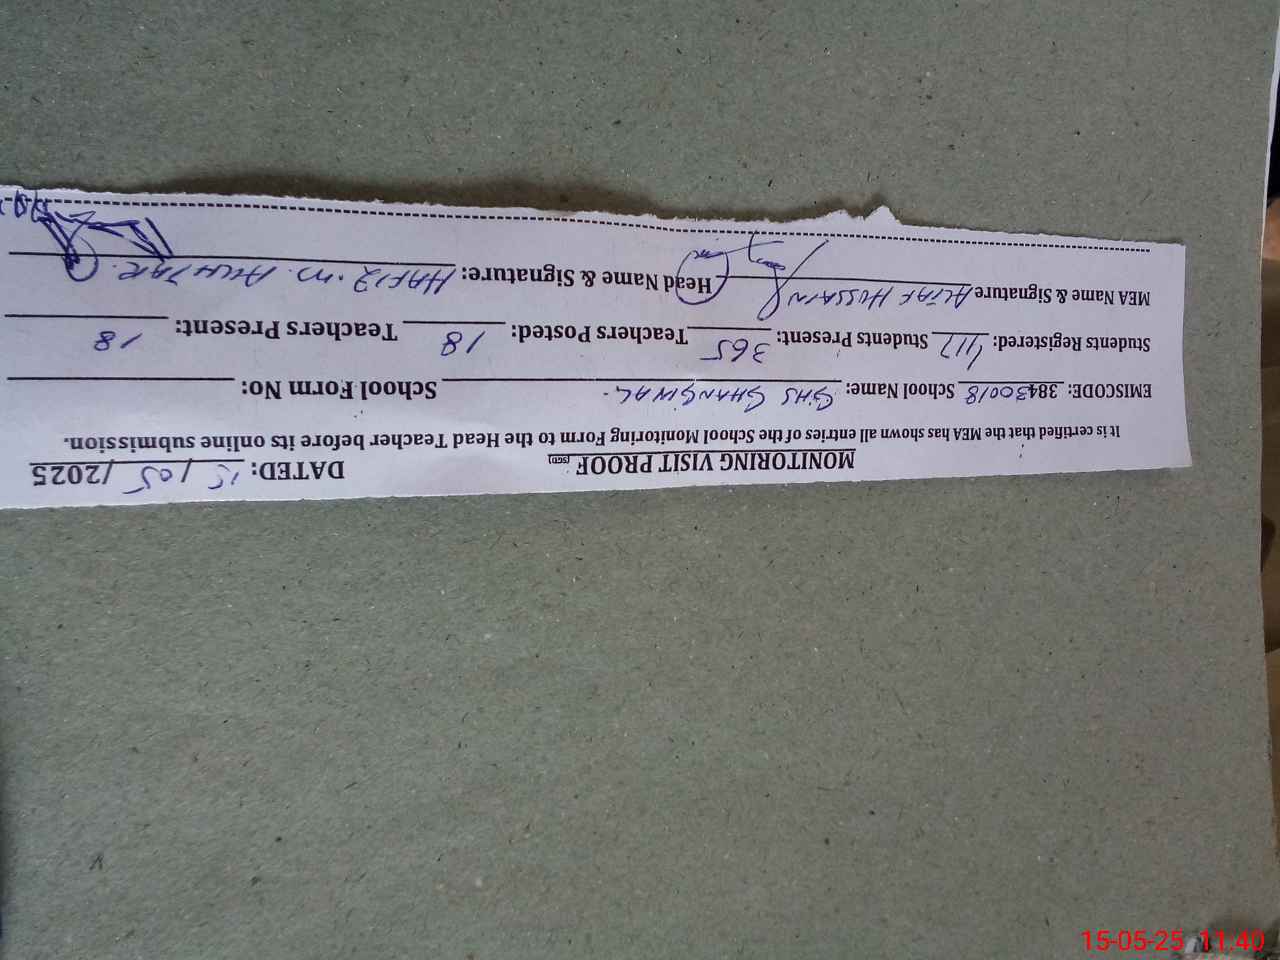 MONITORING VISIT PROOF (SED) DATED: 15/05/2025
It is certified that the MEA has shown all entries of the School Monitoring Form to the Head Teacher before its online submission.
EMISCODE: 38430018 School Name: GHS GHANGWAL. School Form No:
Students Registered: 417 Students Present: 365 Teachers Posted: 18 Teachers Present: 18
MEA Name & Signature ALTAF HUSSAIN Head Name & Signature: HAFIZ. M. AKHTAR.
15-05-25 11:40